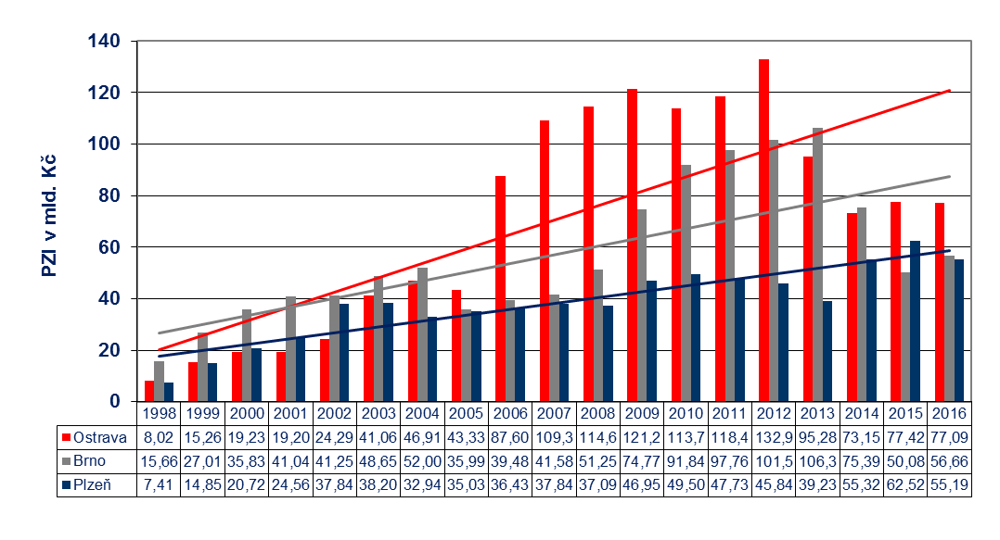 140
120
100
80
60
40
20
0
PZI v mld. Kč
1998 1999 2000 2001 2002 2003 2004 2005 2006 2007 2008 2009 2010 2011 2012 2013 2014 2015 2016
Ostrava 8,02 15,26 19,23 19,20 24,29 41,06 46,91 43,33 87,60 109,3 114,6 121,2 113,7 118,4 132,9 95,28 73,15 77,42 77,09
Brno 15,66 27,01 35,83 41,04 41,25 48,65 52,00 35,99 39,48 41,58 51,25 74,77 91,84 97,76 101,5 106,3 75,39 50,08 56,66
Plzeň 7,41 14,85 20,72 24,56 37,84 38,20 32,94 35,03 36,43 37,84 37,09 46,95 49,50 47,73 45,84 39,23 55,32 62,52 55,19